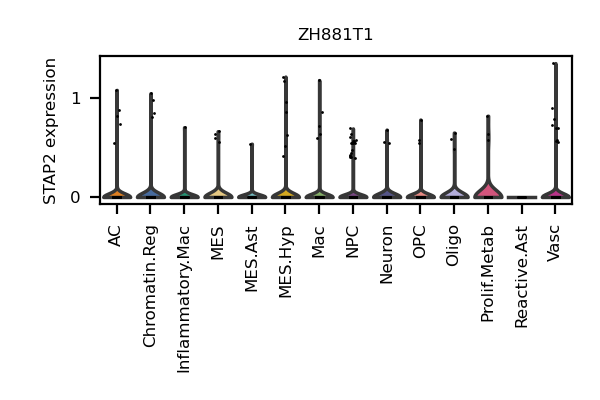 ZH881T1
STAP2 expression
1
0
AC
Chromatin.Reg
Inflammatory.Mac
MES
MES.Ast
MES.Hyp
Mac
NPC
Neuron
OPC
Oligo
Prolif.Metab
Reactive.Ast
Vasc